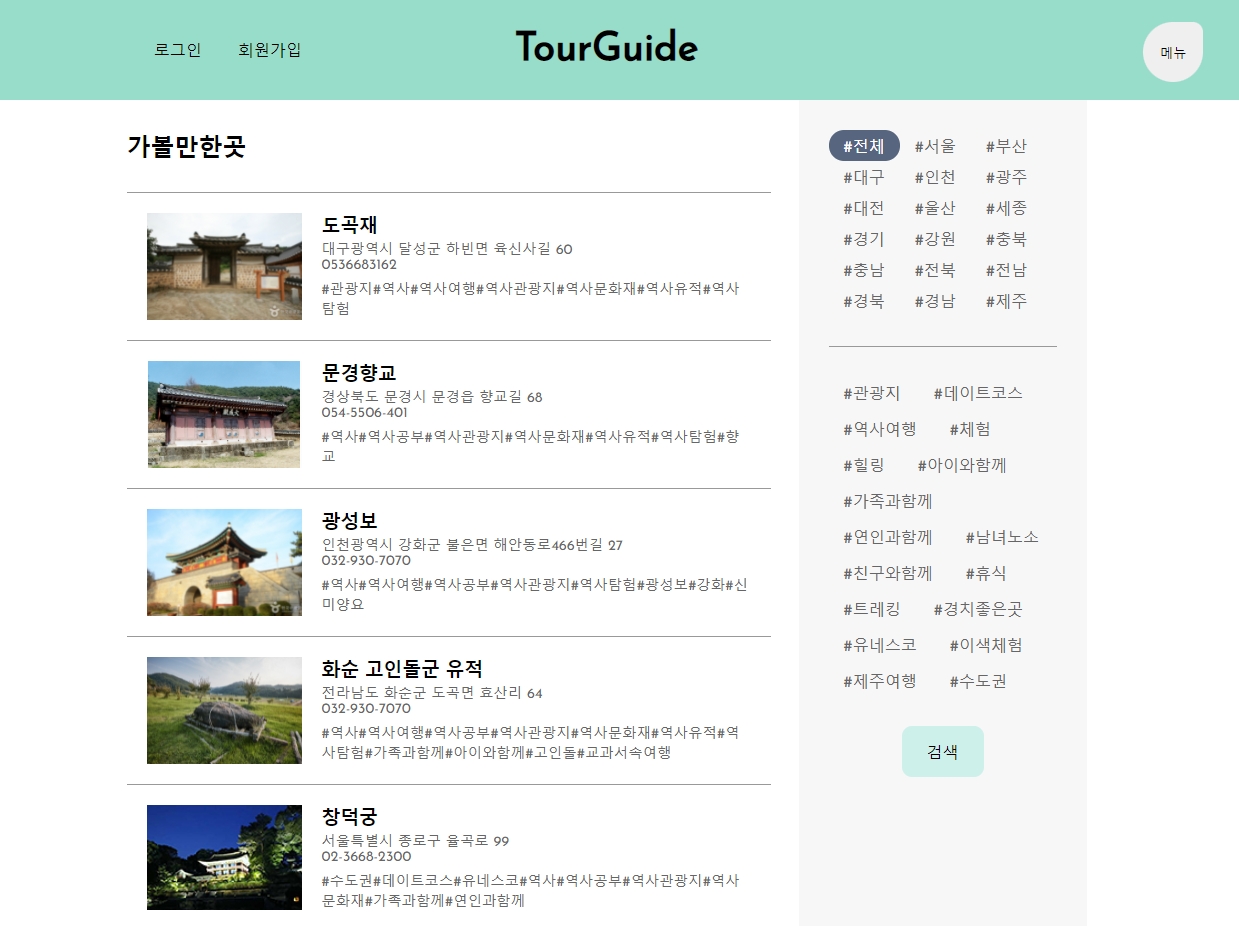 로그인 회원가입
TourGuide
메뉴
가볼만한곳
도곡재
대구광역시 달성군 하빈면 육신사길 60
0536683162
#관광지#역사#역사여행#역사관광지#역사문화재#역사유적#역사
탐험
문경향교
경상북도 문경시 문경읍 향교길 68
054-5506-401
#역사#역사공부#역사관광지#역사문화재#역사유적#역사탐험#향
교
광성보
인천광역시 강화군 불은면 해안동로466번길 27
032-930-7070
#역사#역사여행#역사공부#역사관광지#역사탐험#광성보#강화#신
미양요
화순 고인돌군 유적
전라남도 화순군 도곡면 효산리 64
032-930-7070
#역사#역사여행#역사공부#역사관광지#역사문화재#역사유적#역
사탐험#가족과함께#아이와함께#고인돌#교과서속여행
창덕궁
서울특별시 종로구 율곡로 99
02-3668-2300
#수도권#데이트코스#유네스코#역사#역사공부#역사관광지#역사
문화재#가족과함께#연인과함께
#전체 #서울 #부산
#대구 #인천 #광주
#대전 #울산 #세종
#경기 #강원 #충북
#충남 #전북 #전남
#경북 #경남 #제주
#관광지 #데이트코스
#역사여행 #체험
#힐링 #아이와함께
#가족과함께
#연인과함께 #남녀노소
#친구와함께 #휴식
#트레킹 #경치좋은곳
#유네스코 #이색체험
#제주여행 #수도권
검색